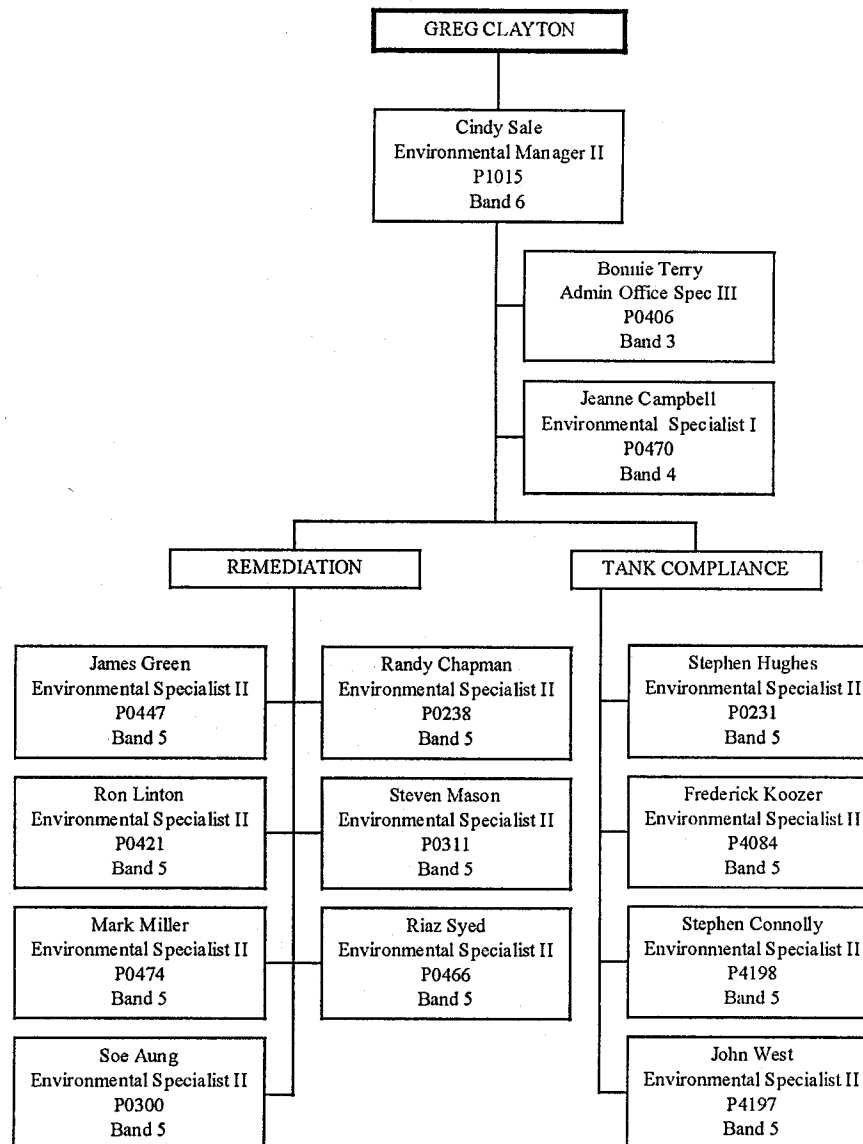 GREG CLAYTON
Cindy Sale
Environmental Manager II
P1015
Band 6
Bonnie Terry
Admin Office Spec III
P0406
Band 3
Jeanne Campbell
Environmental Specialist I
P0470
Band 4
REMEDIATION
TANK COMPLIANCE
James Green
Environmental Specialist II
P0447
Band 5
Randy Chapman
Environmental Specialist II
P0238
Band 5
Stephen Hughes
Environmental Specialist II
P0231
Band 5
Ron Linton
Environmental Specialist II
P0421
Band 5
Steven Mason
Environmental Specialist II
P0311
Band 5
Frederick Koozer
Environmental Specialist II
P4084
Band 5
Mark Miller
Environmental Specialist II
P0474
Band 5
Riaz Syed
Environmental Specialist II
P0466
Band 5
Stephen Connolly
Environmental Specialist II
P4198
Band 5
Soe Aung
Environmental Specialist II
P0300
Band 5
John West
Environmental Specialist II
P4197
Band 5